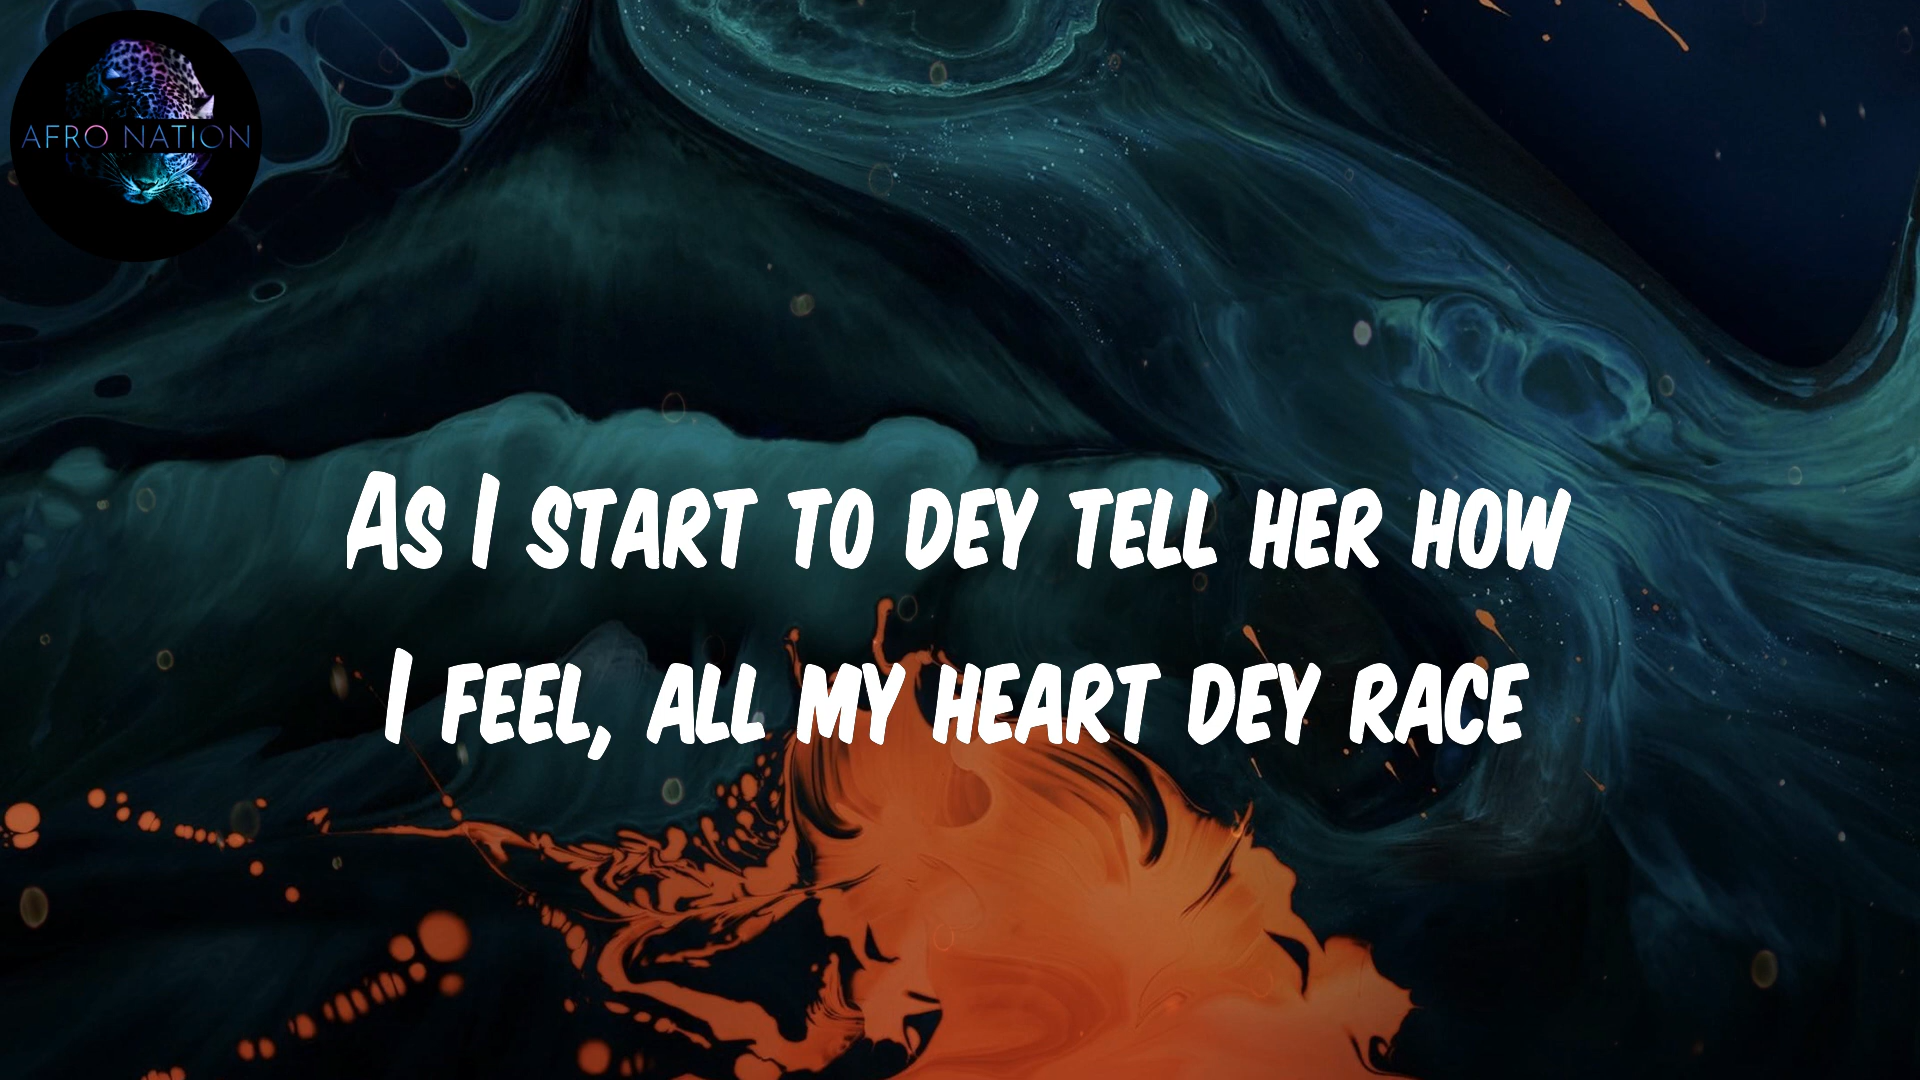 AFRO NATION
AS I START TO DEY TELL HER HOW
I FEEL, ALL MY HEART DEY RACE